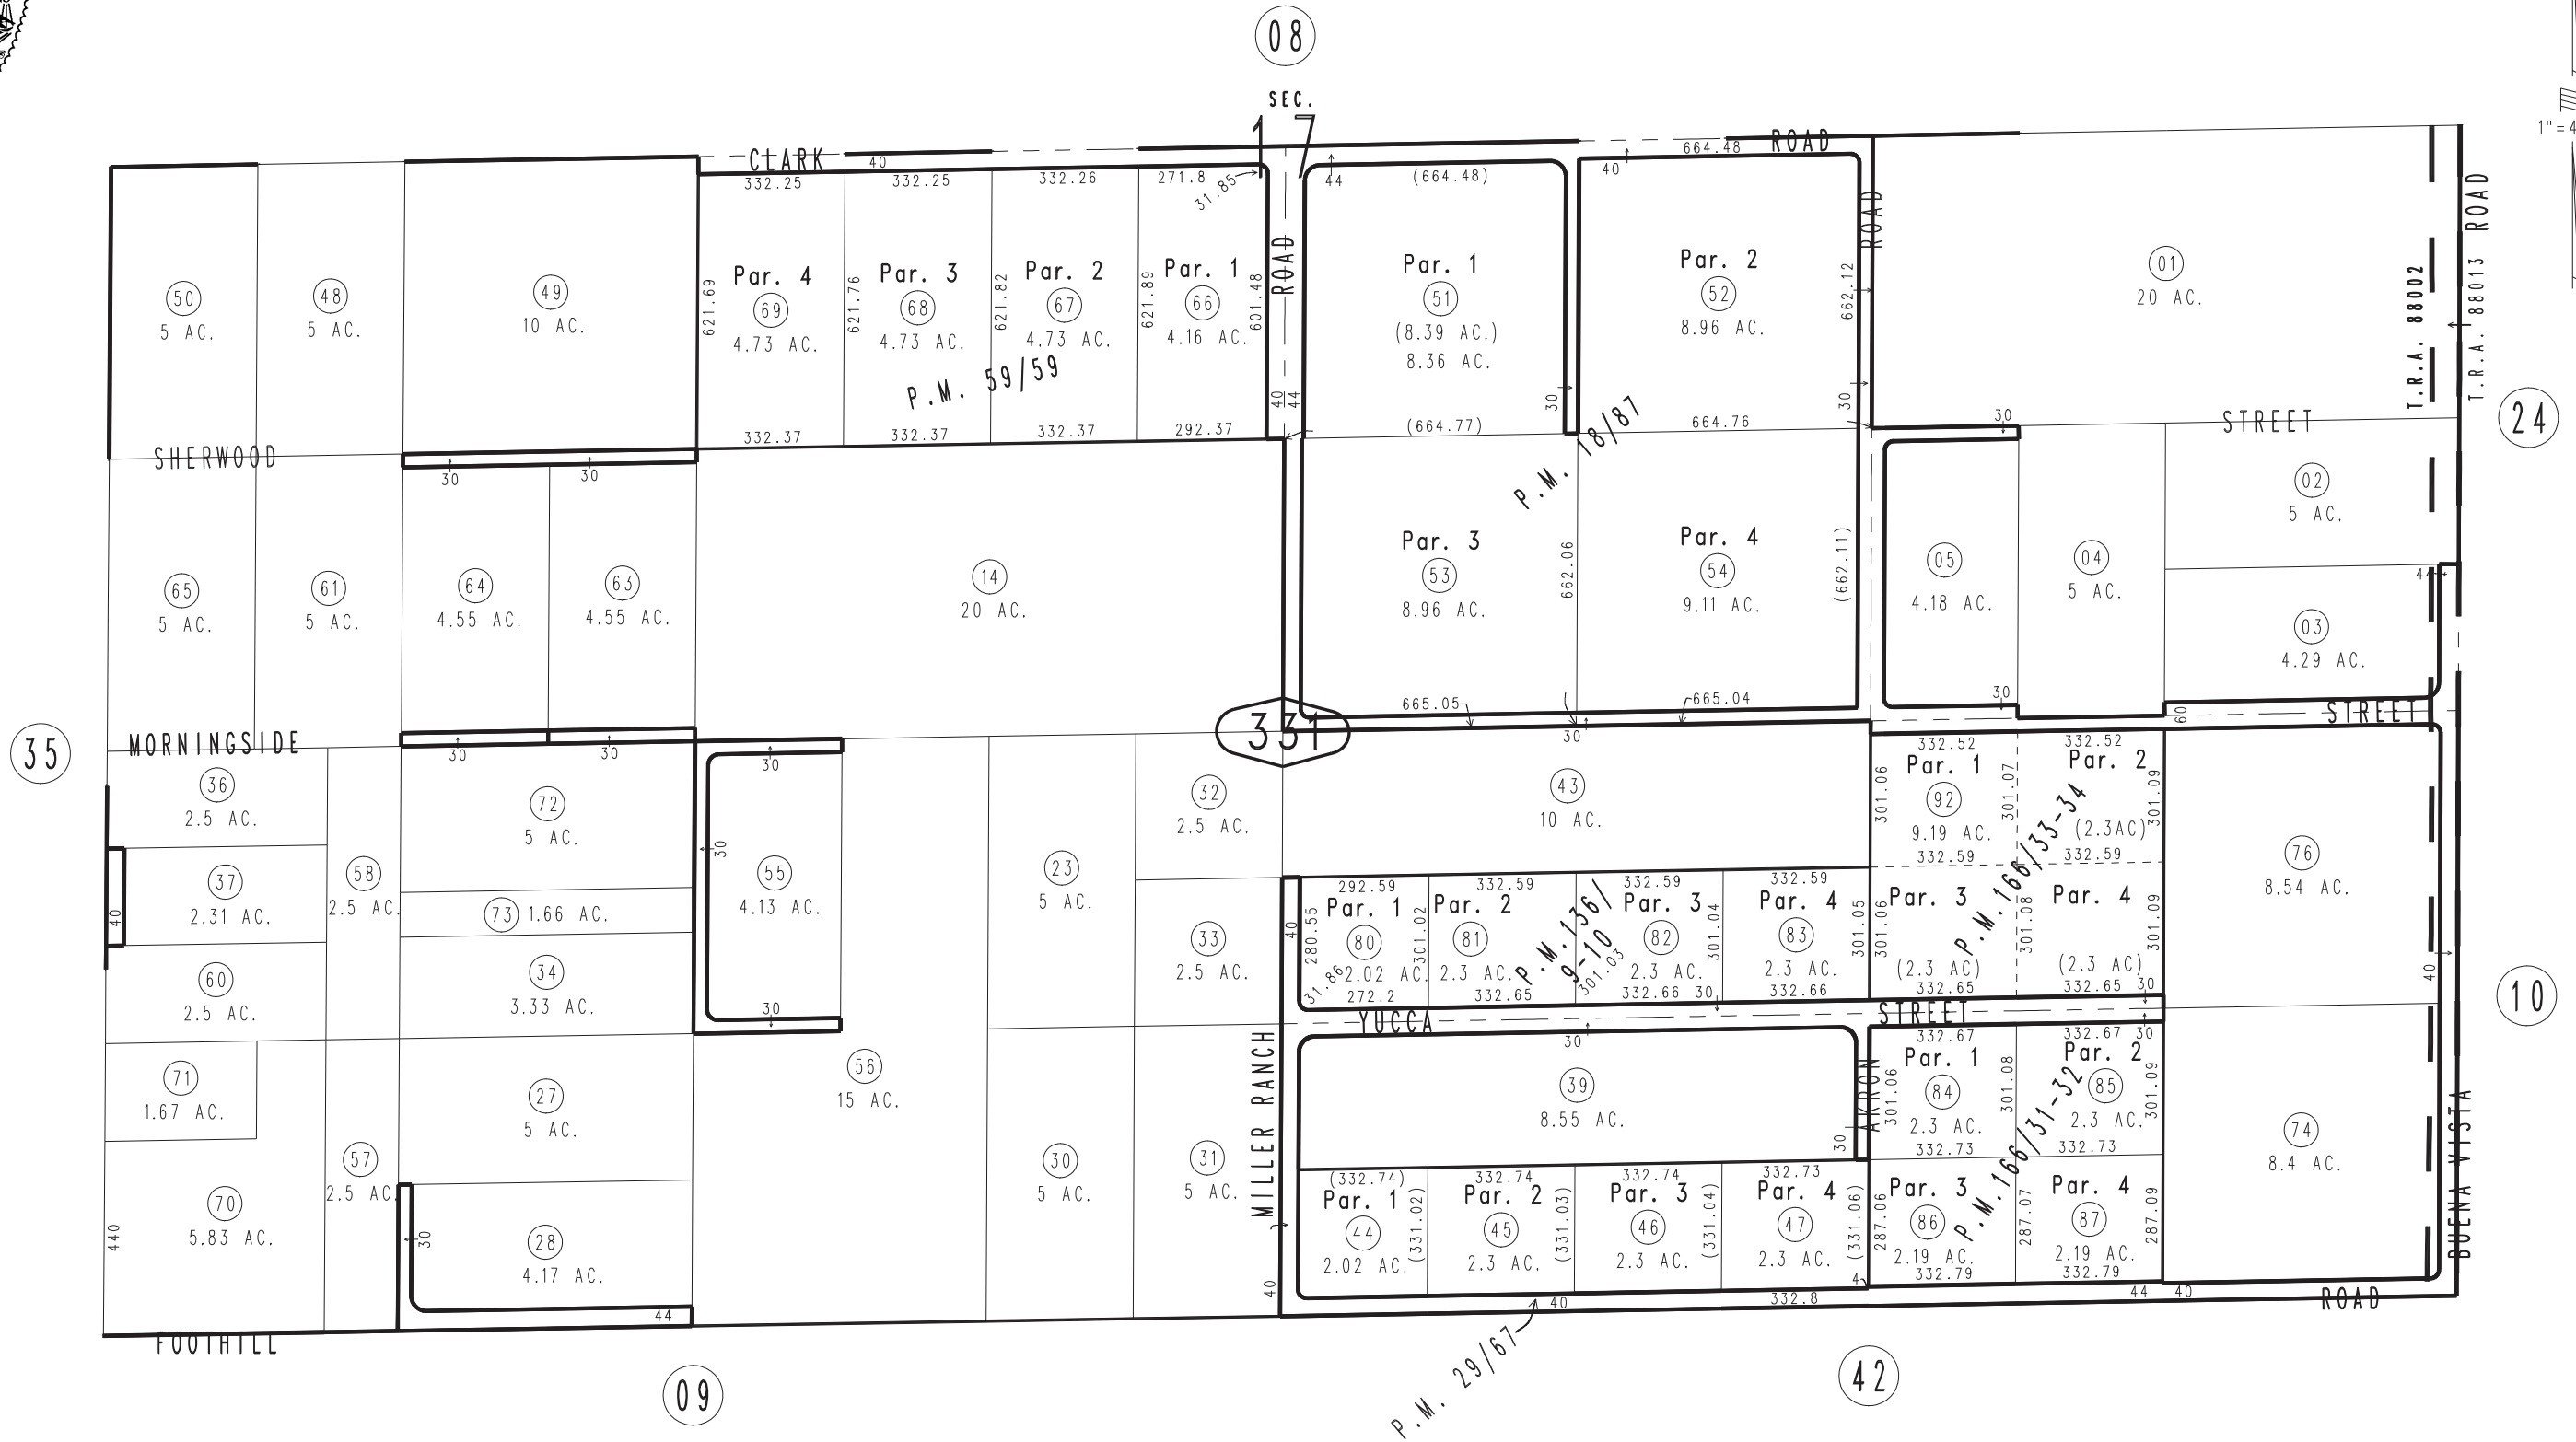 08
SEC.
17
1" = 4
CLARK
40
664.48
ROAD
332.25
332.25
332.26
271.8
31.85
44
(664.48)
40
50
5 AC.
48
5 AC.
49
10 AC.
621.69
Par. 4
69
4.73 AC.
621.76
Par. 3
68
4.73 AC.
621.82
Par. 2
67
4.73 AC.
621.89
Par. 1
66
4.16 AC.
601.48
ROAD
P.M. 59/59
40
44
Par. 1
51
(8.39 AC.)
8.36 AC.
30
Par. 2
52
8.96 AC.
662.12
30
ROAD
01
20 AC.
T.R.A. 88002
T.R.A. 88013
ROAD
24
332.37
332.37
332.37
292.37
(664.77)
664.76
P.M. 18/87
30
STREET
SHERWOOD
30
30
65
5 AC.
61
5 AC.
64
4.55 AC.
63
4.55 AC.
14
20 AC.
Par. 3
53
8.96 AC.
662.06
Par. 4
54
9.11 AC.
(662.11)
05
4.18 AC.
04
5 AC.
02
5 AC.
44
03
4.29 AC.
665.05
665.04
30
60
STREET
331
30
35
MORNINGSIDE
30
30
30
36
2.5 AC.
37
2.31 AC.
40
60
2.5 AC.
58
2.5 AC.
72
5 AC.
73 1.66 AC.
34
3.33 AC.
30
55
4.13 AC.
30
23
5 AC.
32
2.5 AC.
33
2.5 AC.
43
10 AC.
332.52
332.52
301.06
Par. 1
92
9.19 AC.
332.59
301.07
Par. 2
(2.3AC)
332.59
301.09
P.M. 166/33-34
76
8.54 AC.
292.59
332.59
332.59
332.59
40
280.55
Par. 1
80
2.02 AC.
31.86
272.2
301.02
Par. 2
81
2.3 AC.
332.65
P.M. 136/
9-10
301.03
Par. 3
82
2.3 AC.
332.66
30
301.04
Par. 4
83
2.3 AC.
332.66
301.05
301.06
Par. 3
(2.3 AC)
332.65
301.08
Par. 4
(2.3 AC)
332.65
301.09
30
40
10
YUCCA
STREET
30
71
1.67 AC.
70
5.83 AC.
440
57
2.5 AC.
27
5 AC.
30
28
4.17 AC.
44
56
15 AC.
30
5 AC.
31
5 AC.
MILLER RANCH
40
39
8.55 AC.
30
AKRON
332.67
332.67
30
Par. 1
84
2.3 AC.
301.06
332.73
301.08
Par. 2
85
2.3 AC.
332.73
301.09
P.M. 166/31-32
74
8.4 AC.
BUENA VISTA
(332.74)
332.74
332.74
332.73
Par. 1
44
2.02 AC.
(331.02)
Par. 2
45
2.3 AC.
(331.03)
Par. 3
46
2.3 AC.
(331.04)
Par. 4
47
2.3 AC.
(331.06)
4
287.06
Par. 3
86
2.19 AC.
332.79
287.07
Par. 4
87
2.19 AC.
332.79
287.09
40
332.8
44
40
ROAD
FOOTHILL
P.M. 29/67
09
42